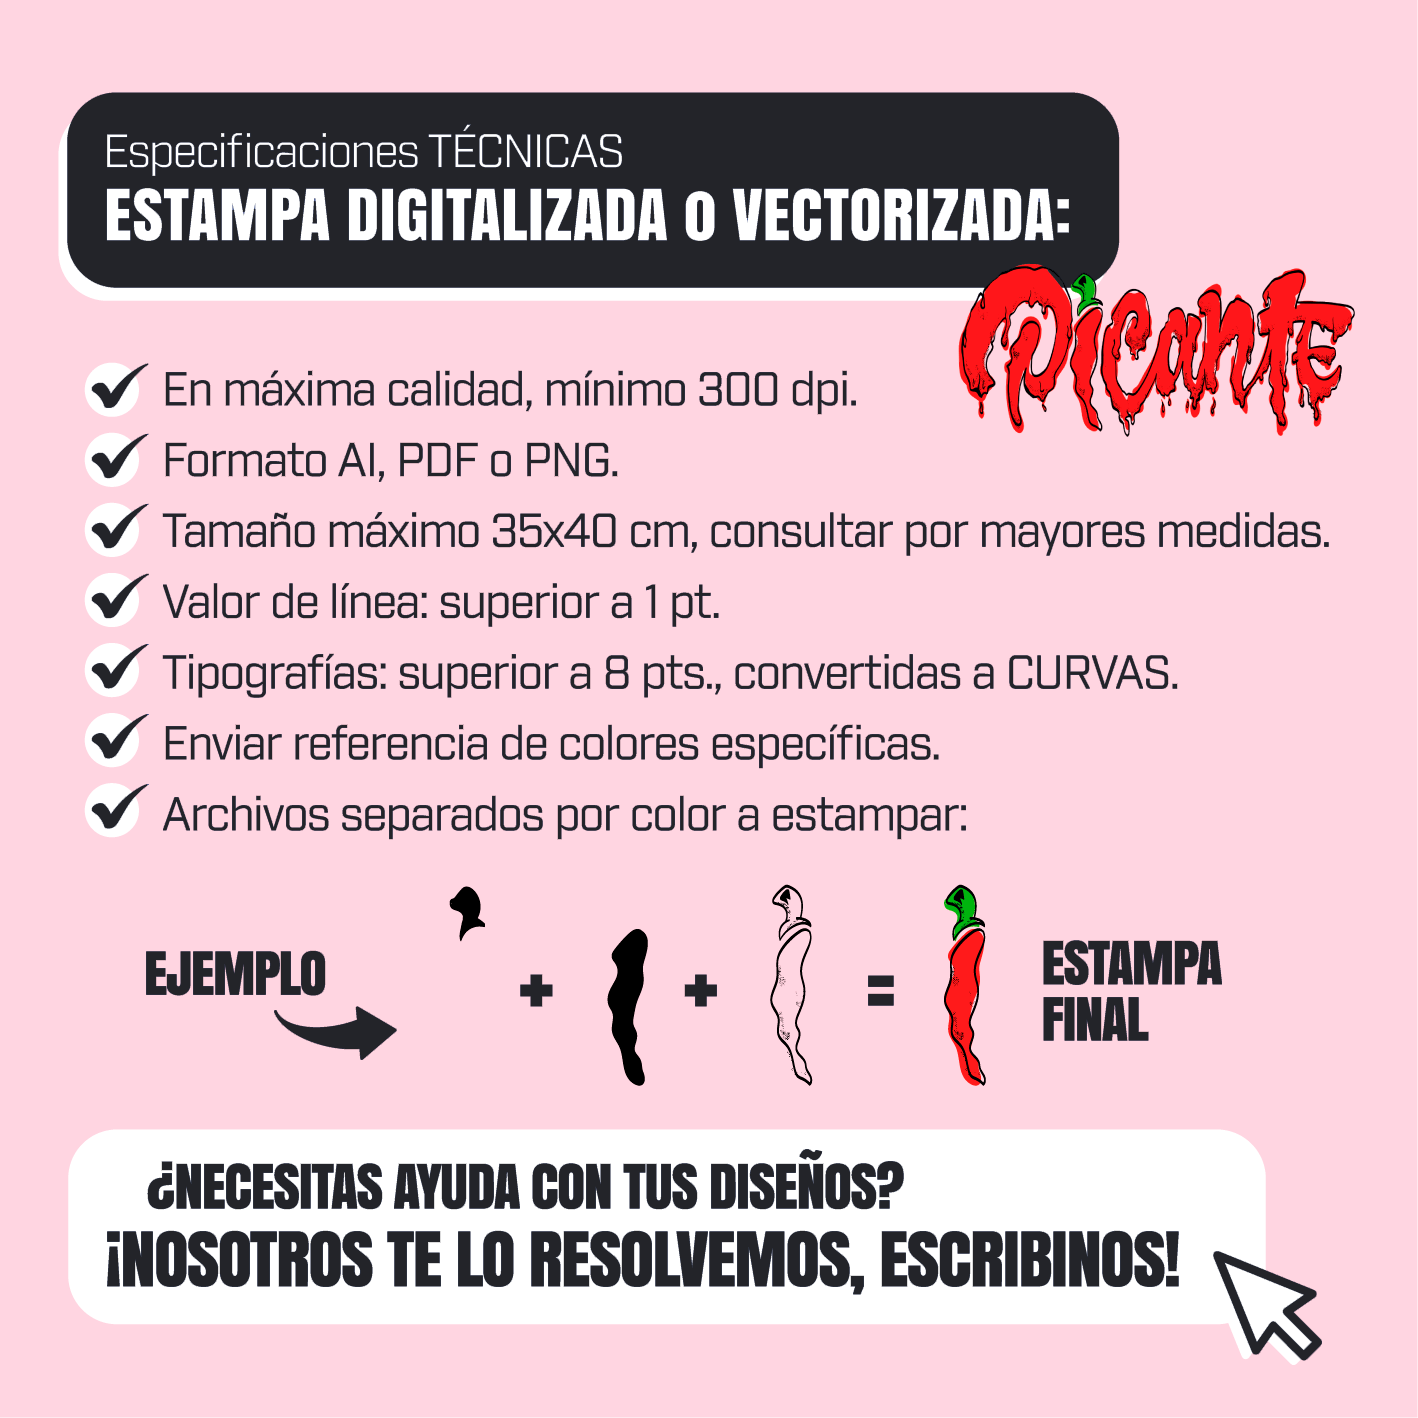 Especificaciones TÉCNICAS
ESTAMPA DIGITALIZADA o VECTORIZADA:
Picante
En máxima calidad, mínimo 300 dpi.
Formato AI, PDF o PNG.
Tamaño máximo 35x40 cm, consultar por mayores medidas.
Valor de línea: superior a 1 pt.
Tipografías: superior a 8 pts., convertidas a CURVAS.
Enviar referencia de colores específicas.
Archivos separados por color a estampar:
EJEMPLO
+ + =
ESTAMPA
FINAL
¿NECESITAS AYUDA CON TUS DISEÑOS?
¡NOSOTROS TE LO RESOLVEMOS, ESCRIBINOS!